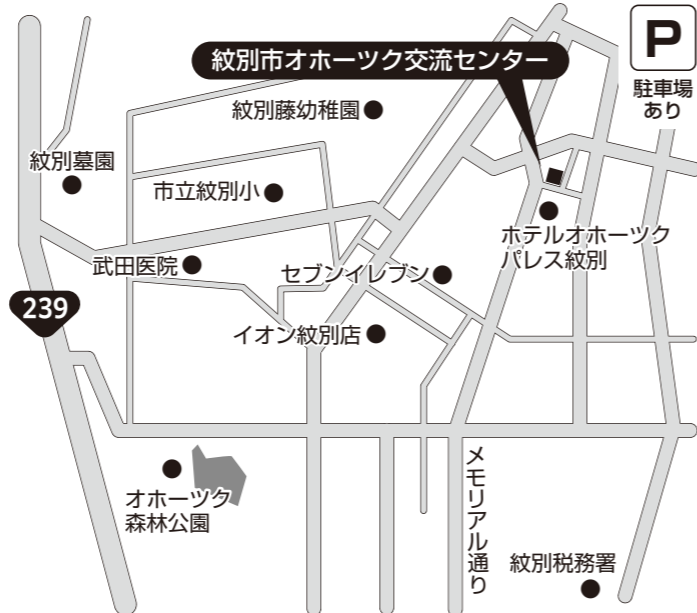 P
駐車場
あり
紋別市オホーツク交流センター
紋別藤幼稚園
紋別墓園
市立紋別小
ホテルオホーツク
パレス紋別
武田医院
セブンイレブン
239
イオン紋別店
メモリアル通り
オホーツク
森林公園
紋別税務署